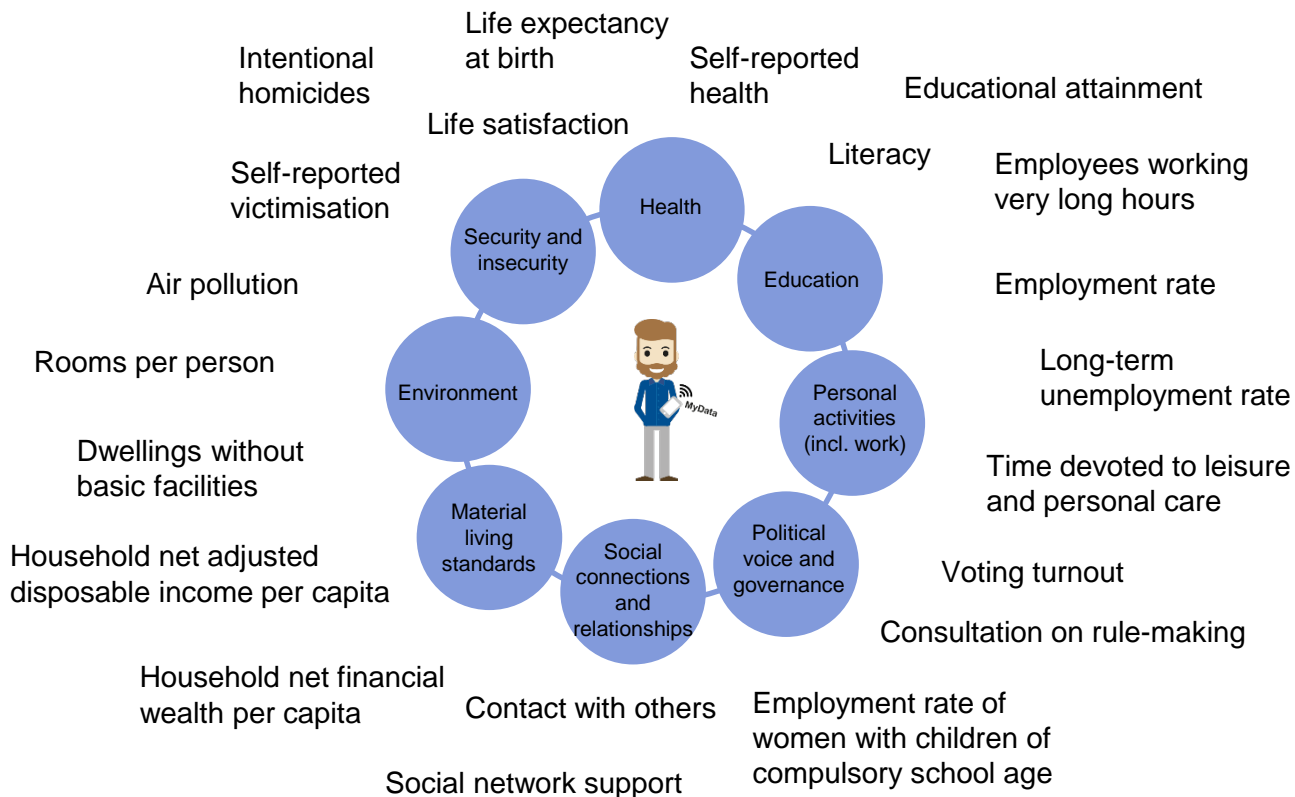 Life expectancy
at birth
Intentional
homicides
Self-reported
health
Educational attainment
Life satisfaction
Literacy
Employees working
very long hours
Self-reported
victimisation
Health
Security and
insecurity
Education
Air pollution
Employment rate
Rooms per person
Environment
MyData
Personal
activities
(incl. work)
Long-term
unemployment rate
Dwellings without
basic facilities
Time devoted to leisure
and personal care
Material
living
standards
Social
connections
and
relationships
Political
voice and
governance
Household net adjusted
disposable income per capita
Voting turnout
Consultation on rule-making
Household net financial
wealth per capita
Contact with others
Employment rate of
women with children of
compulsory school age
Social network support